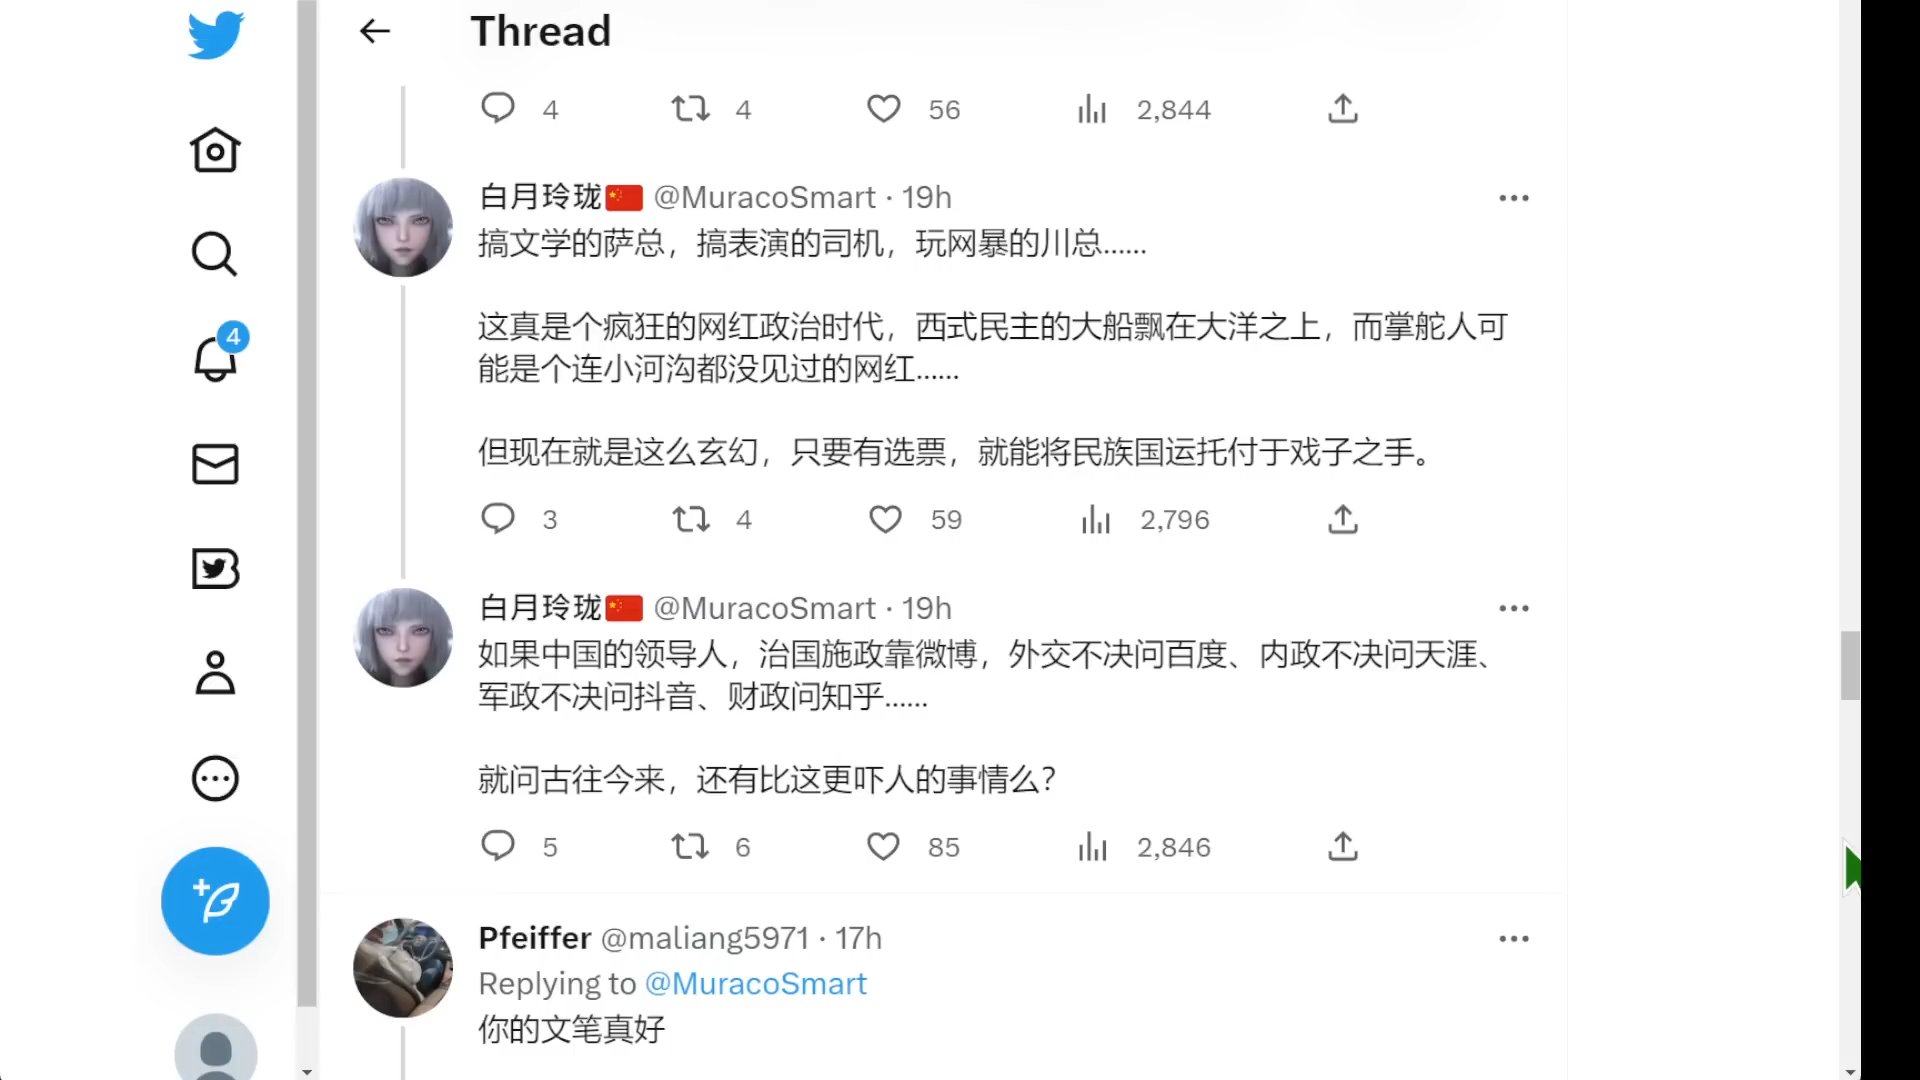 Thread
4 4 56 2,844
白月玲珑🇨🇳 @MuracoSmart · 19h
搞文学的萨总，搞表演的司机，玩网暴的川总......
这真是个疯狂的网红政治时代，西式民主的大船飘在大洋之上，而掌舵人可
能是个连小河沟都没见过的网红......
但现在就是这么玄幻，只要有选票，就能将民族国运托付于戏子之手。
3 4 59 2,796
白月玲珑🇨🇳 @MuracoSmart · 19h
如果中国的领导人，治国施政靠微博，外交不决问百度、内政不决问天涯、
军政不决问抖音、财政问知乎......
就问古往今来，还有比这更吓人的事情么？
5 6 85 2,846
Pfeiffer @maliang5971 · 17h
Replying to @MuracoSmart
你的文笔真好
4